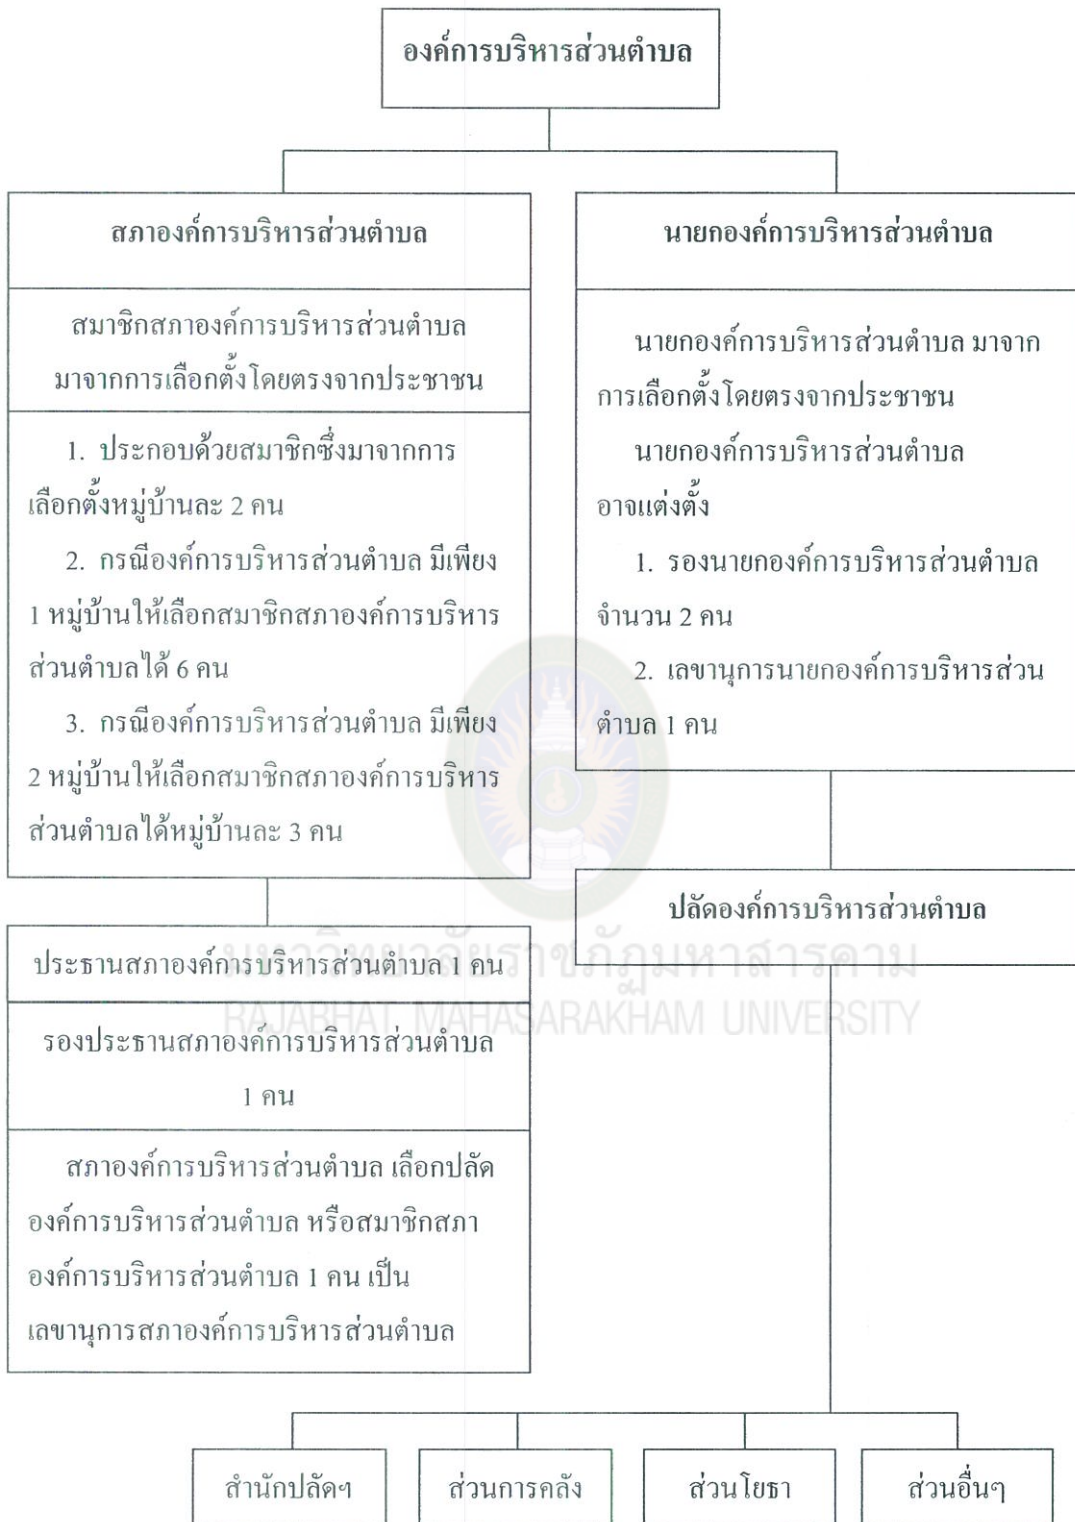 องค์การบริหารส่วนตำบล
สภาองค์การบริหารส่วนตำบล
สมาชิกสภาองค์การบริหารส่วนตำบล
มาจากการเลือกตั้งโดยตรงจากประชาชน
1. ประกอบด้วยสมาชิกซึ่งมาจากการ
เลือกตั้งหมู่บ้านละ 2 คน
2. กรณีองค์การบริหารส่วนตำบล มีเพียง
1 หมู่บ้านให้เลือกสมาชิกสภาองค์การบริหาร
ส่วนตำบลได้ 6 คน
3. กรณีองค์การบริหารส่วนตำบล มีเพียง
2 หมู่บ้านให้เลือกสมาชิกสภาองค์การบริหาร
ส่วนตำบลได้หมู่บ้านละ 3 คน
ประธานสภาองค์การบริหารส่วนตำบล 1 คน
รองประธานสภาองค์การบริหารส่วนตำบล
1 คน
สภาองค์การบริหารส่วนตำบล เลือกปลัด
องค์การบริหารส่วนตำบล หรือสมาชิกสภา
องค์การบริหารส่วนตำบล 1 คน เป็น
เลขานุการสภาองค์การบริหารส่วนตำบล
นายกองค์การบริหารส่วนตำบล
นายกองค์การบริหารส่วนตำบล มาจาก
การเลือกตั้งโดยตรงจากประชาชน
นายกองค์การบริหารส่วนตำบล
อาจแต่งตั้ง
1. รองนายกองค์การบริหารส่วนตำบล
จำนวน 2 คน
2. เลขานุการนายกองค์การบริหารส่วน
ตำบล 1 คน
ปลัดองค์การบริหารส่วนตำบล
มหาวิทยาลัยราชภัฏมหาสารคาม
RAJABHAT MAHASARAKHAM UNIVERSITY
สำนักปลัดฯ
ส่วนการคลัง
ส่วนโยธา
ส่วนอื่นๆ